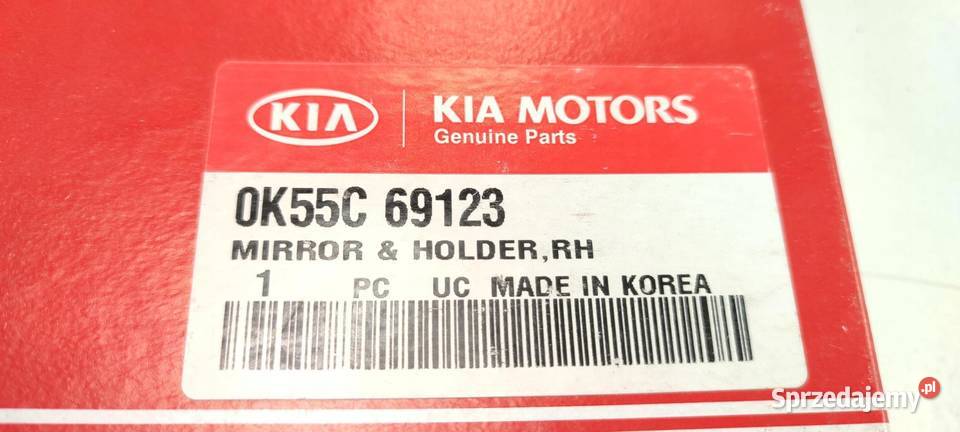 KIA
KIA MOTORS
Genuine Parts
0K55C 69123
MIRROR & HOLDER,RH
1 PC UC MADE IN KOREA
Sprzedajemy.pl